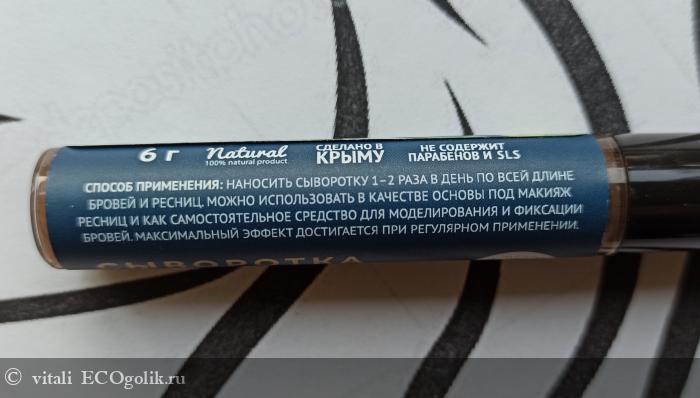 6 г Natural СДЕЛАНО В НЕ СОДЕРЖИТ
100% natural product КРЫМУ ПАРАБЕНОВ И SLS
СПОСОБ ПРИМЕНЕНИЯ: НАНОСИТЬ СЫВОРОТКУ 1–2 РАЗА В ДЕНЬ ПО ВСЕЙ ДЛИНЕ
БРОВЕЙ И РЕСНИЦ. МОЖНО ИСПОЛЬЗОВАТЬ В КАЧЕСТВЕ ОСНОВЫ ПОД МАКИЯЖ
РЕСНИЦ И КАК САМОСТОЯТЕЛЬНОЕ СРЕДСТВО ДЛЯ МОДЕЛИРОВАНИЯ И ФИКСАЦИИ
БРОВЕЙ. МАКСИМАЛЬНЫЙ ЭФФЕКТ ДОСТИГАЕТСЯ ПРИ РЕГУЛЯРНОМ ПРИМЕНЕНИИ.
СЫВОРОТКА
© vitali ECOgolik.ru